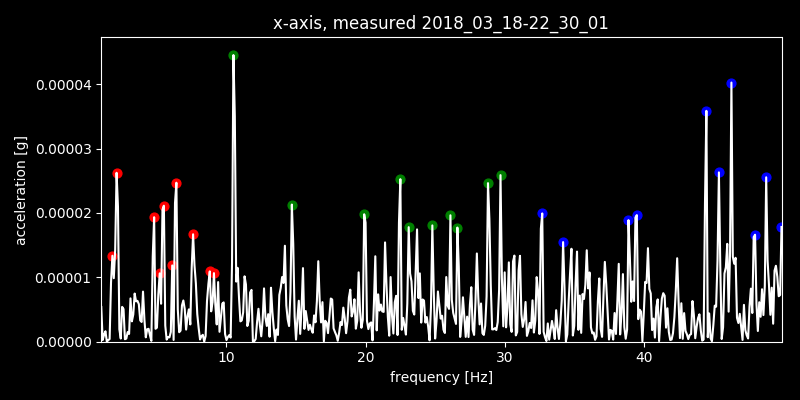 x-axis, measured 2018_03_18-22_30_01
0.00004
0.00003
0.00002
0.00001
0.00000
acceleration [g]
10 20 30 40
frequency [Hz]